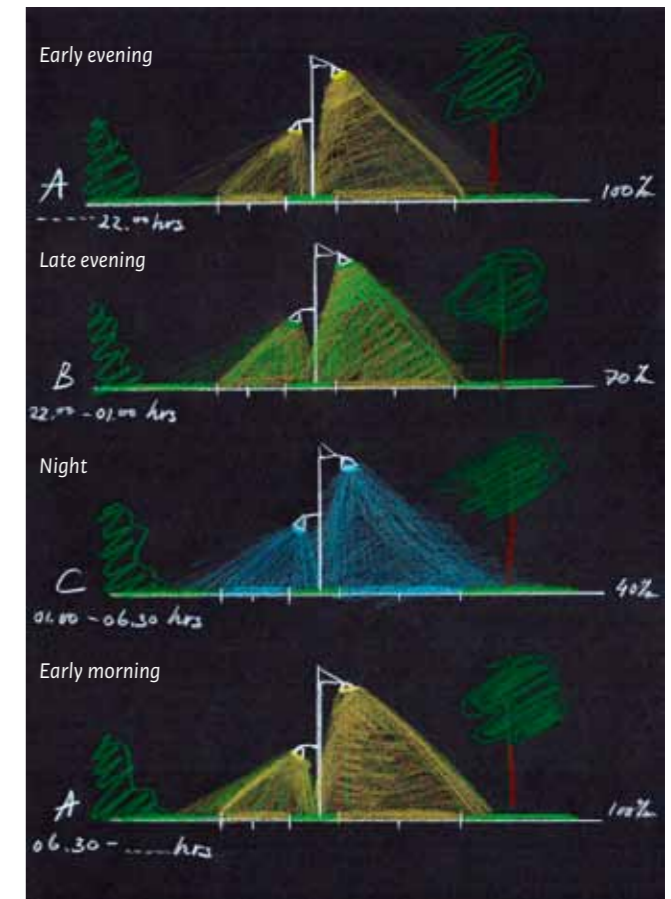 Early evening
A
100%
----- 22.00 hrs
Late evening
B
70%
22.00 - 01.00 hrs
Night
C
40%
01.00 - 06.30 hrs
Early morning
A
100%
06.30 - ..... hrs